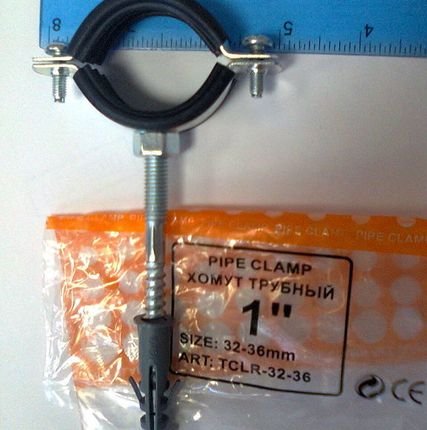 8 5 4
PIPE CLAMP PIPE CLAMP
PIPE CLAMP
ХОМУТ ТРУБНЫЙ
1"
SIZE: 32-36mm
ART: TCLR-32-36
CE